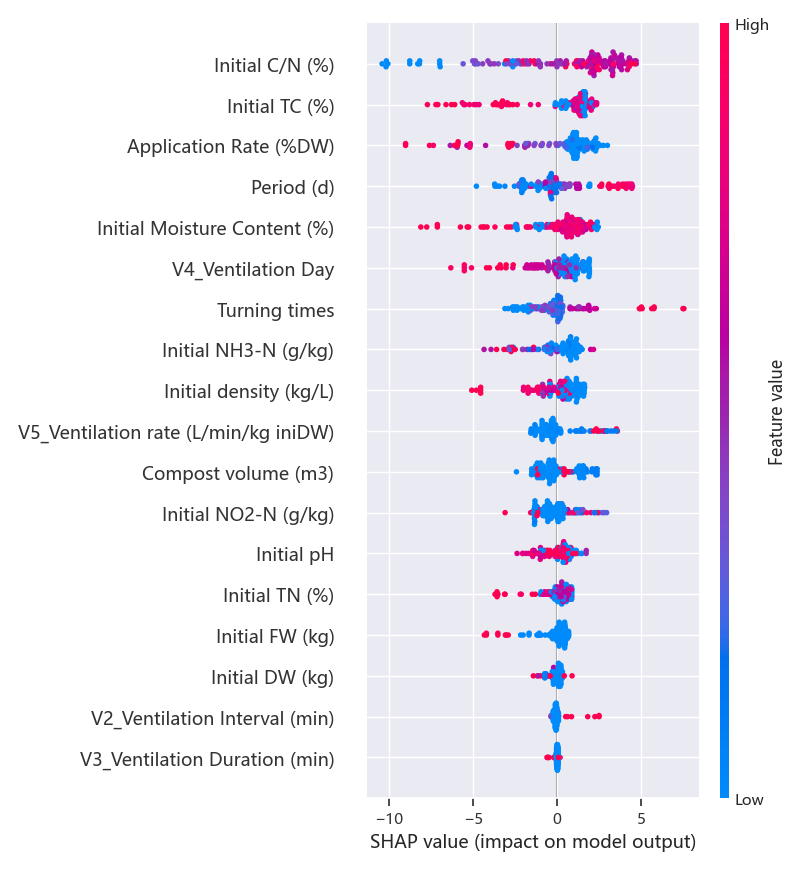 High
Initial C/N (%)
Initial TC (%)
Application Rate (%DW)
Period (d)
Initial Moisture Content (%)
V4_Ventilation Day
Turning times
Initial NH3-N (g/kg)
Initial density (kg/L)
V5_Ventilation rate (L/min/kg iniDW)
Compost volume (m3)
Initial NO2-N (g/kg)
Initial pH
Initial TN (%)
Initial FW (kg)
Initial DW (kg)
V2_Ventilation Interval (min)
V3_Ventilation Duration (min)
Feature value
Low
−10 −5 0 5
SHAP value (impact on model output)